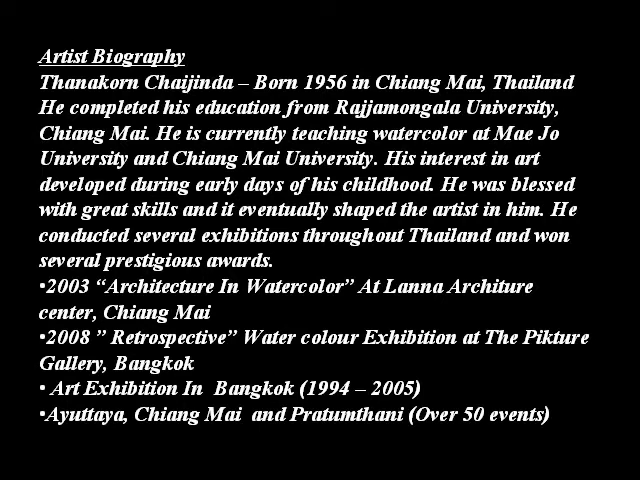 Artist Biography
Thanakorn Chaijinda – Born 1956 in Chiang Mai, Thailand
He completed his education from Rajjamongala University,
Chiang Mai. He is currently teaching watercolor at Mae Jo
University and Chiang Mai University. His interest in art
developed during early days of his childhood. He was blessed
with great skills and it eventually shaped the artist in him. He
conducted several exhibitions throughout Thailand and won
several prestigious awards.
•2003 “Architecture In Watercolor” At Lanna Architure
center, Chiang Mai
•2008 ” Retrospective” Water colour Exhibition at The Pikture
Gallery, Bangkok
• Art Exhibition In  Bangkok (1994 – 2005)
•Ayuttaya, Chiang Mai  and Pratumthani (Over 50 events)